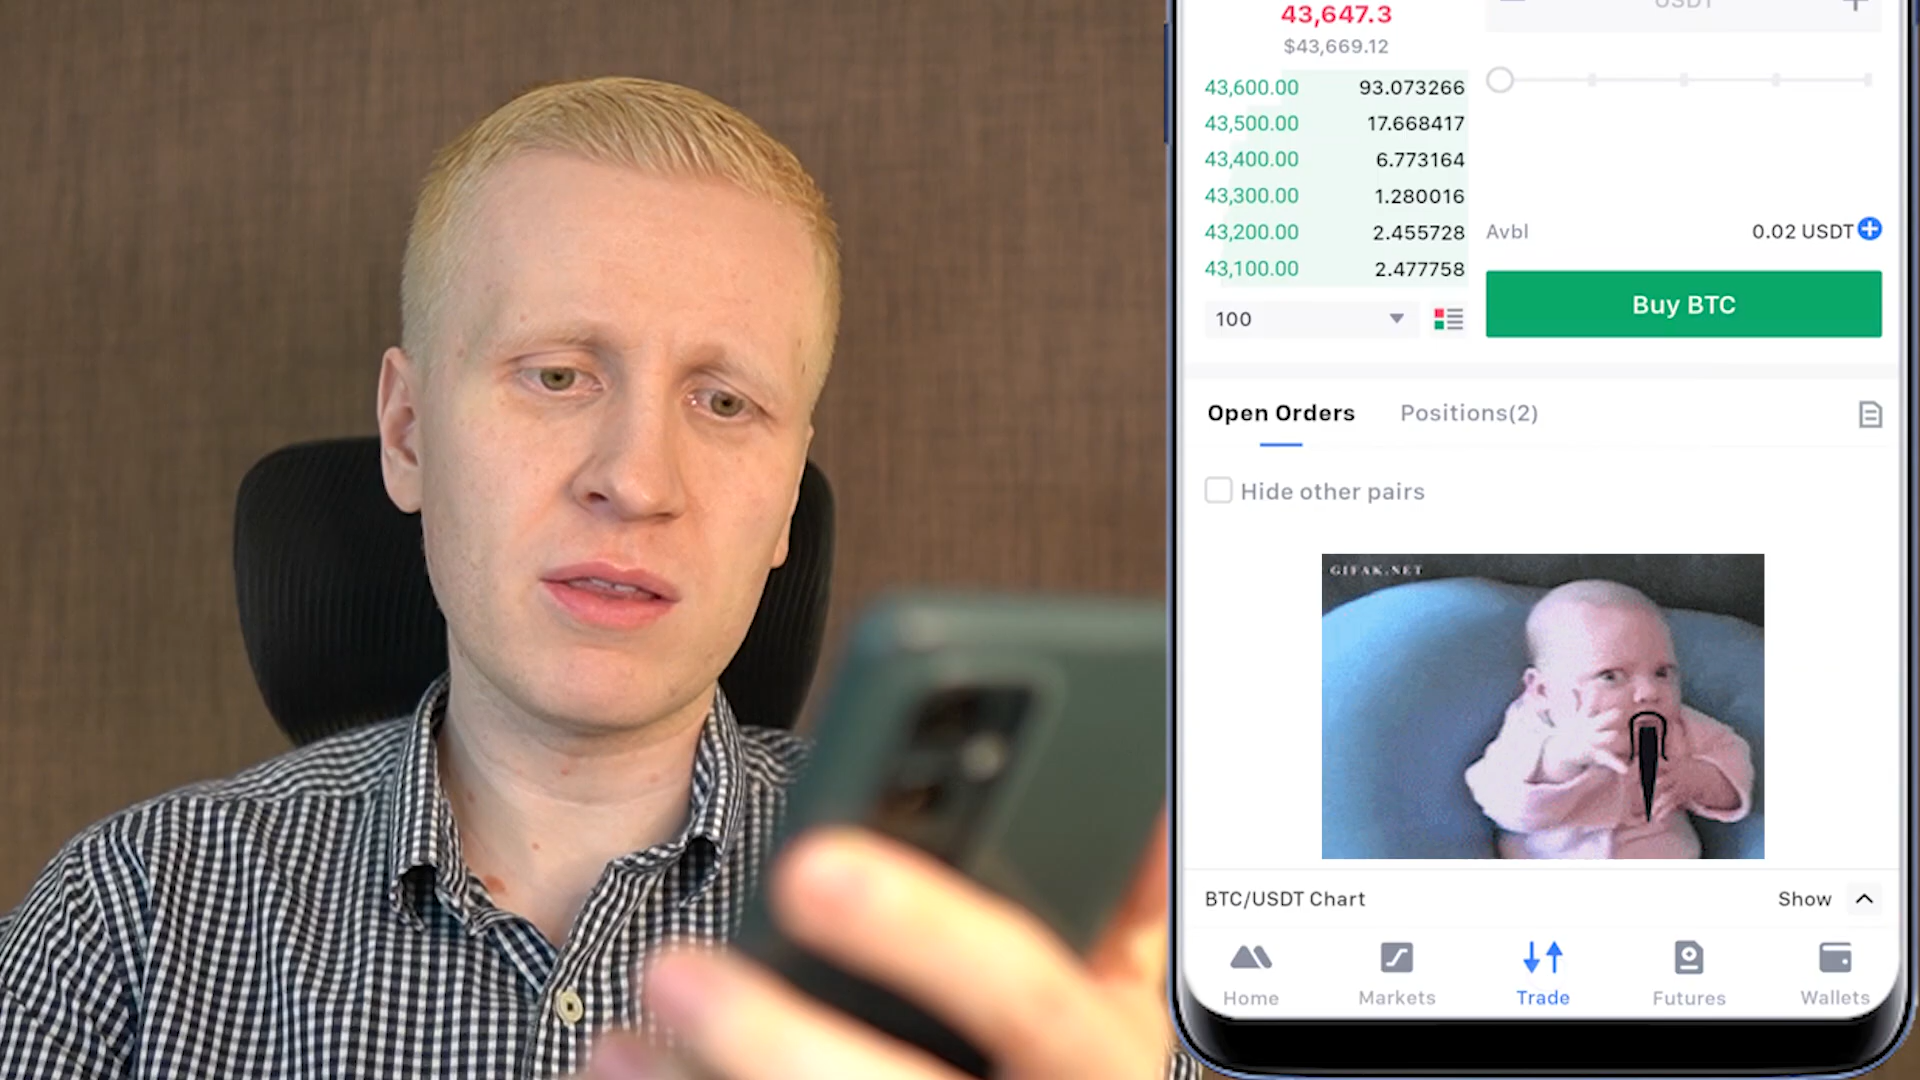 43,647.3
USDT
$43,669.12
43,600.00 93.073266
43,500.00 17.668417
43,400.00 6.773164
43,300.00 1.280016
43,200.00 2.455728
43,100.00 2.477758
Avbl 0.02 USDT
100
Buy BTC
Open Orders Positions(2)
Hide other pairs
GIFAK.NET
BTC/USDT Chart Show
Home Markets Trade Futures Wallets